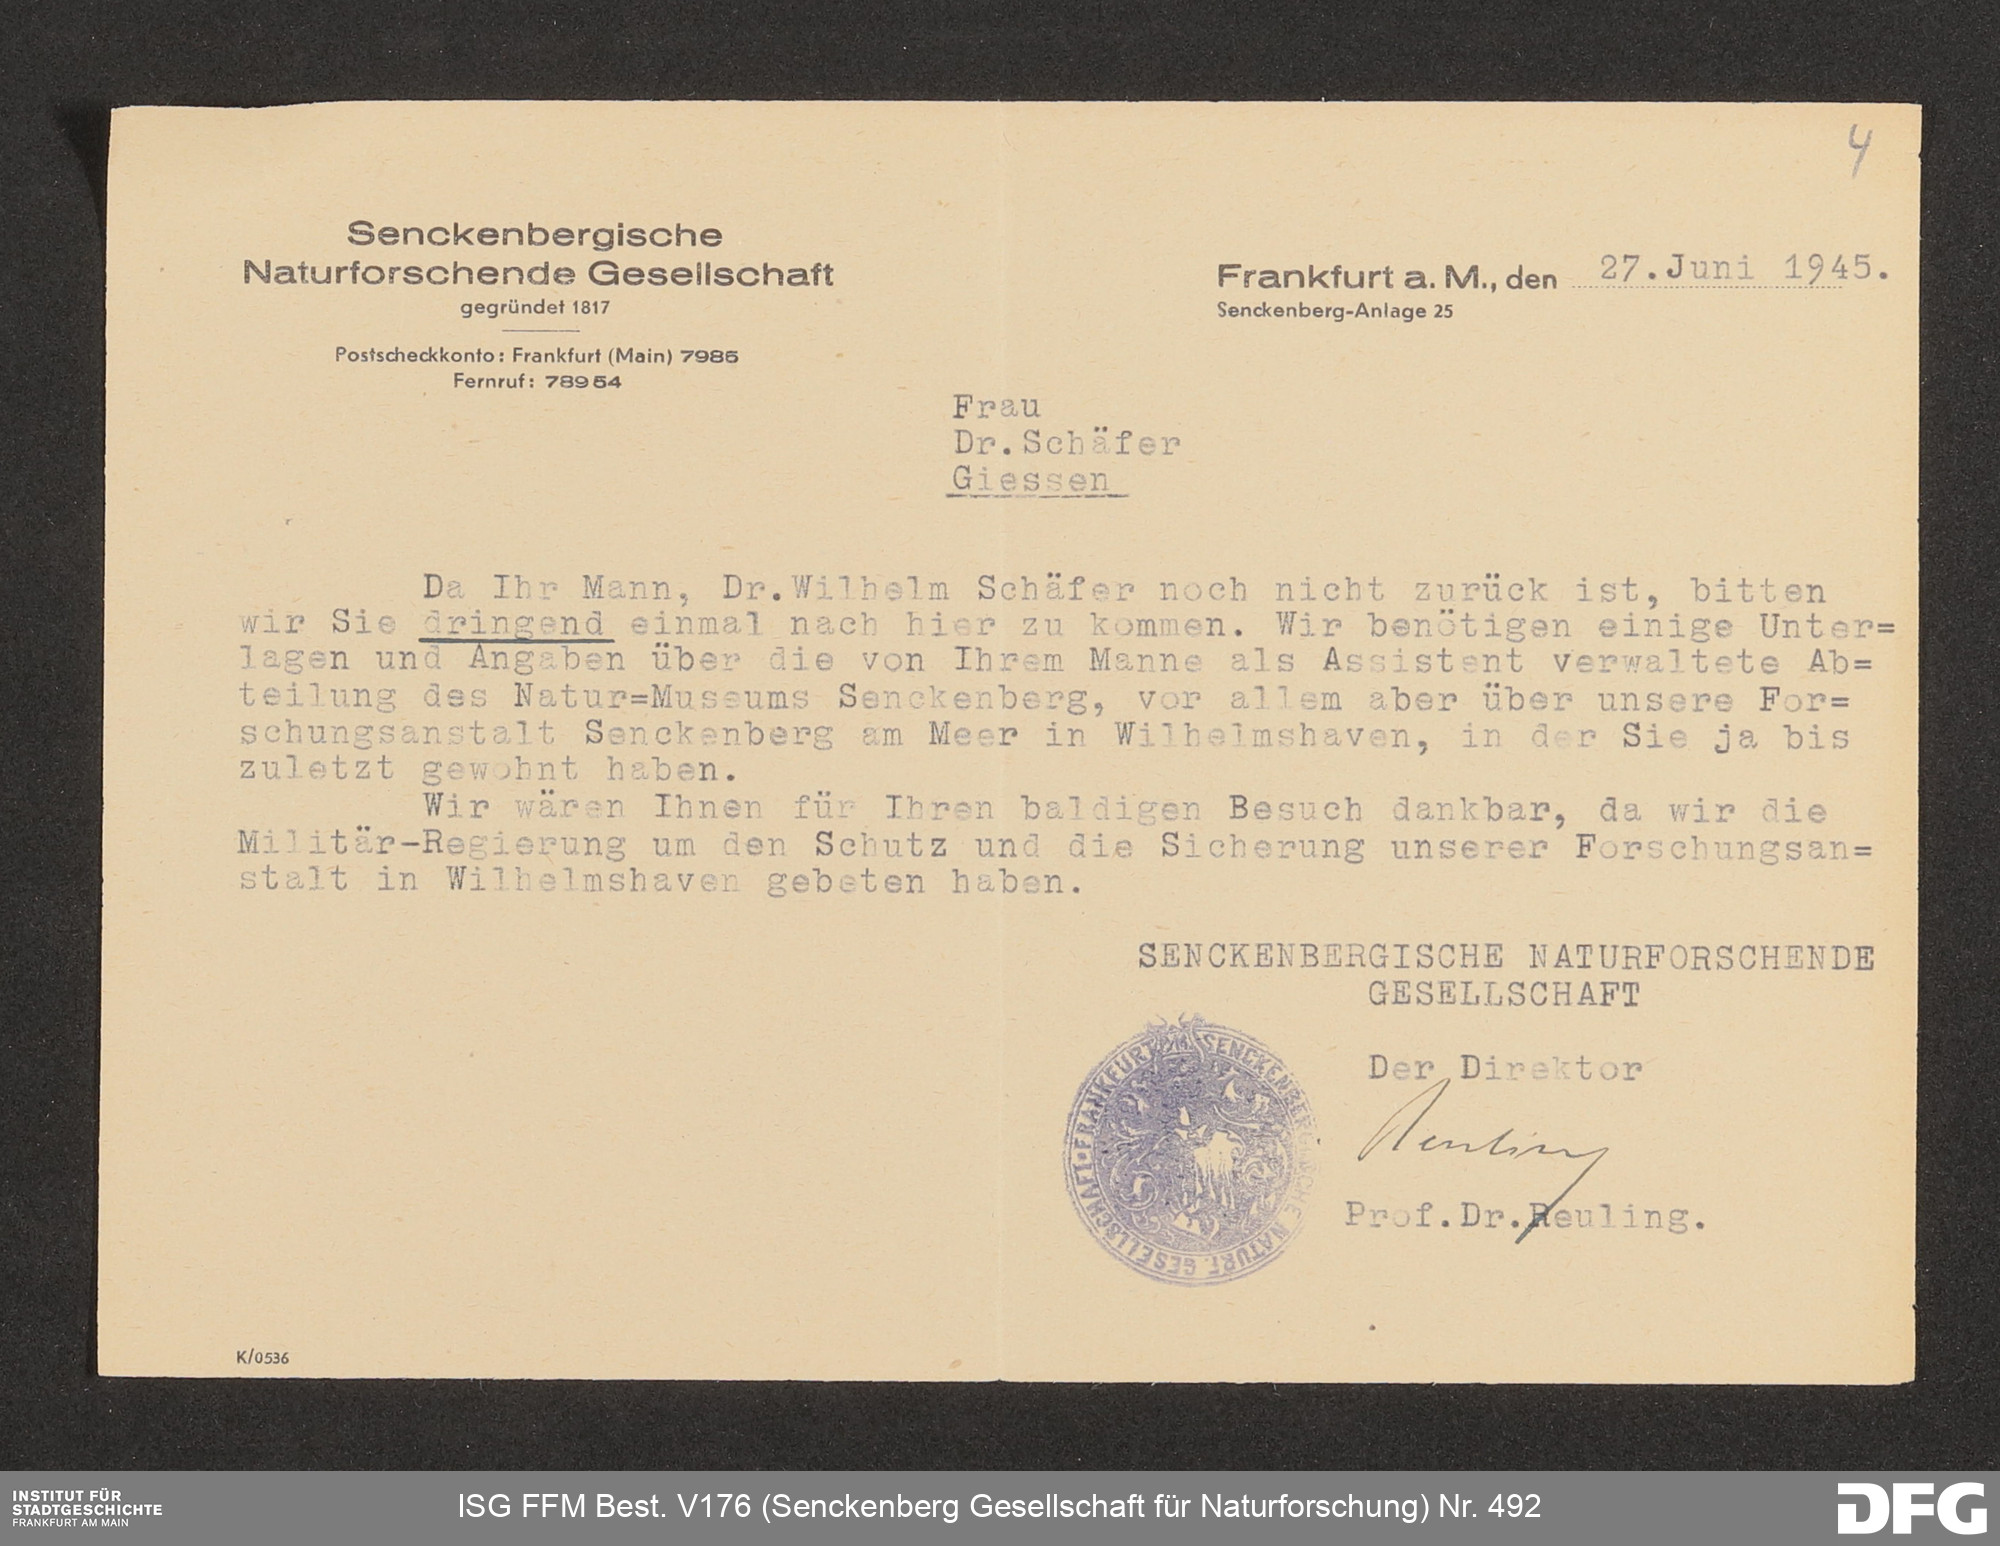 4
Senckenbergische
Naturforschende Gesellschaft
gegründet 1817
Postscheckkonto: Frankfurt (Main) 7985
Fernruf: 78954
Frankfurt a. M., den 27.Juni 1945.
Senckenberg-Anlage 25
Frau
Dr.Schäfer
Giessen
Da Ihr Mann, Dr.Wilhelm Schäfer noch nicht zurück ist, bitten
wir Sie dringend einmal nach hier zu kommen. Wir benötigen einige Unter=
lagen und Angaben über die von Ihrem Manne als Assistent verwaltete Ab=
teilung des Natur=Museums Senckenberg, vor allem aber über unsere For=
schungsanstalt Senckenberg am Meer in Wilhelmshaven, in der Sie ja bis
zuletzt gewohnt haben.
Wir wären Ihnen für Ihren baldigen Besuch dankbar, da wir die
Militär-Regierung um den Schutz und die Sicherung unserer Forschungsan=
stalt in Wilhelmshaven gebeten haben.
SENCKENBERGISCHE NATURFORSCHENDE
GESELLSCHAFT
Der Direktor
Reuling
Prof.Dr.Reuling.
SENCKENBERGISCHE NATURF. GESELLSCHAFT · FRANKFURT A/M.
K/0536
INSTITUT FÜR
STADTGESCHICHTE
FRANKFURT AM MAIN
ISG FFM Best. V176 (Senckenberg Gesellschaft für Naturforschung) Nr. 492
DFG